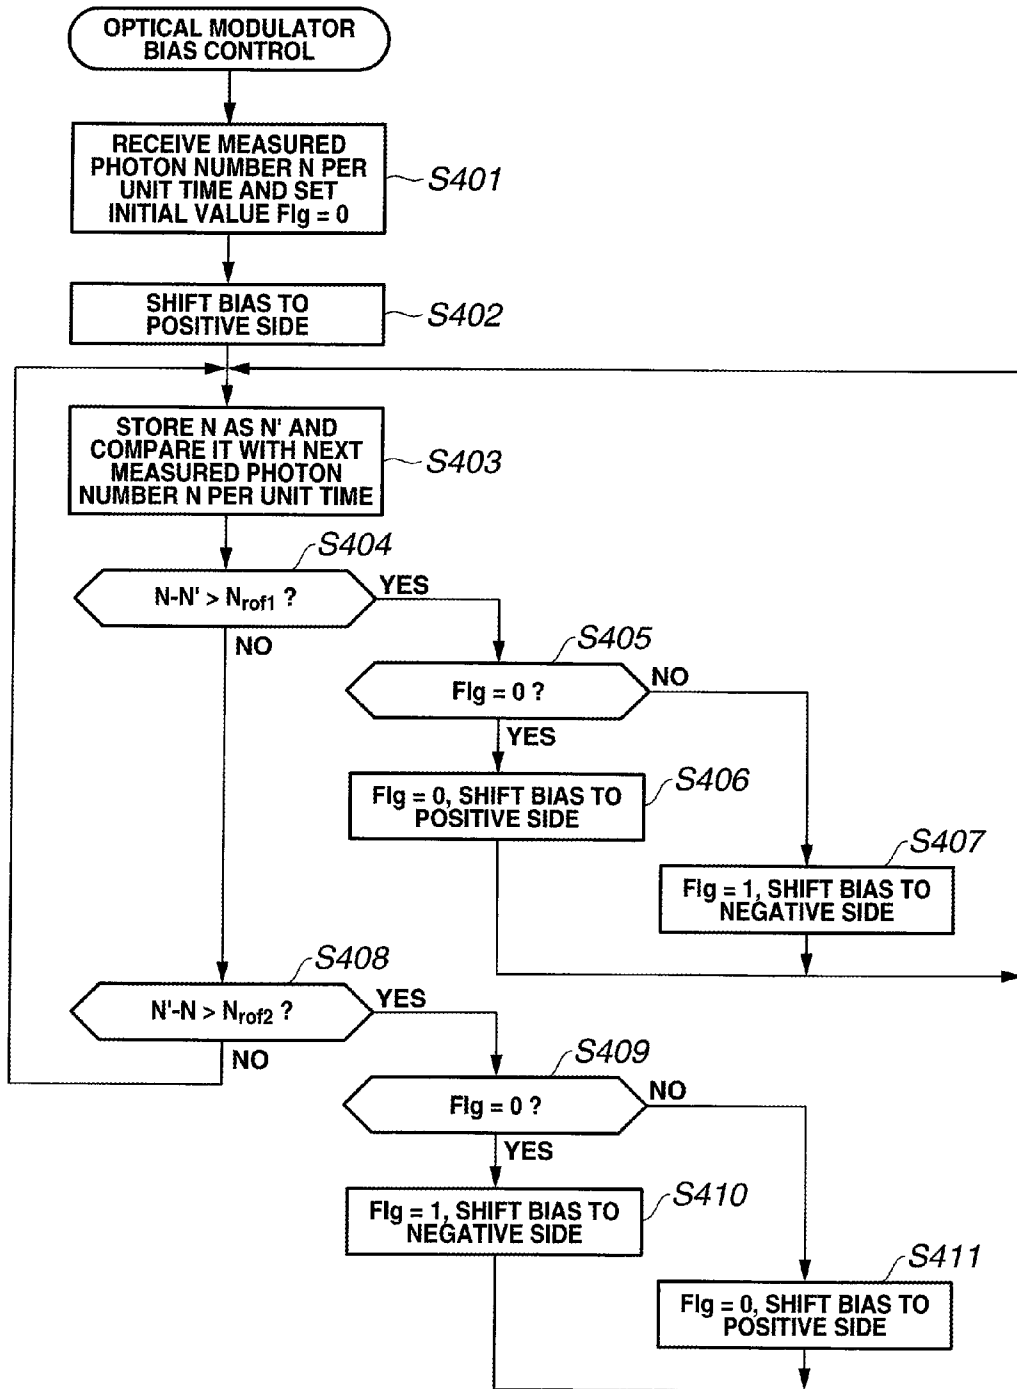 OPTICAL MODULATOR
BIAS CONTROL
RECEIVE MEASURED
PHOTON NUMBER N PER
UNIT TIME AND SET
INITIAL VALUE Flg = 0
S401
SHIFT BIAS TO
POSITIVE SIDE
S402
STORE N AS N' AND
COMPARE IT WITH NEXT
MEASURED PHOTON
NUMBER N PER UNIT TIME
S403
S404
N-N' > Nrof1 ?
YES
NO
S405
Flg = 0 ?
NO
YES
S406
Flg = 0, SHIFT BIAS TO
POSITIVE SIDE
S407
Flg = 1, SHIFT BIAS TO
NEGATIVE SIDE
S408
N'-N > Nrof2 ?
YES
NO
S409
Flg = 0 ?
NO
YES
S410
Flg = 1, SHIFT BIAS TO
NEGATIVE SIDE
S411
Flg = 0, SHIFT BIAS TO
POSITIVE SIDE